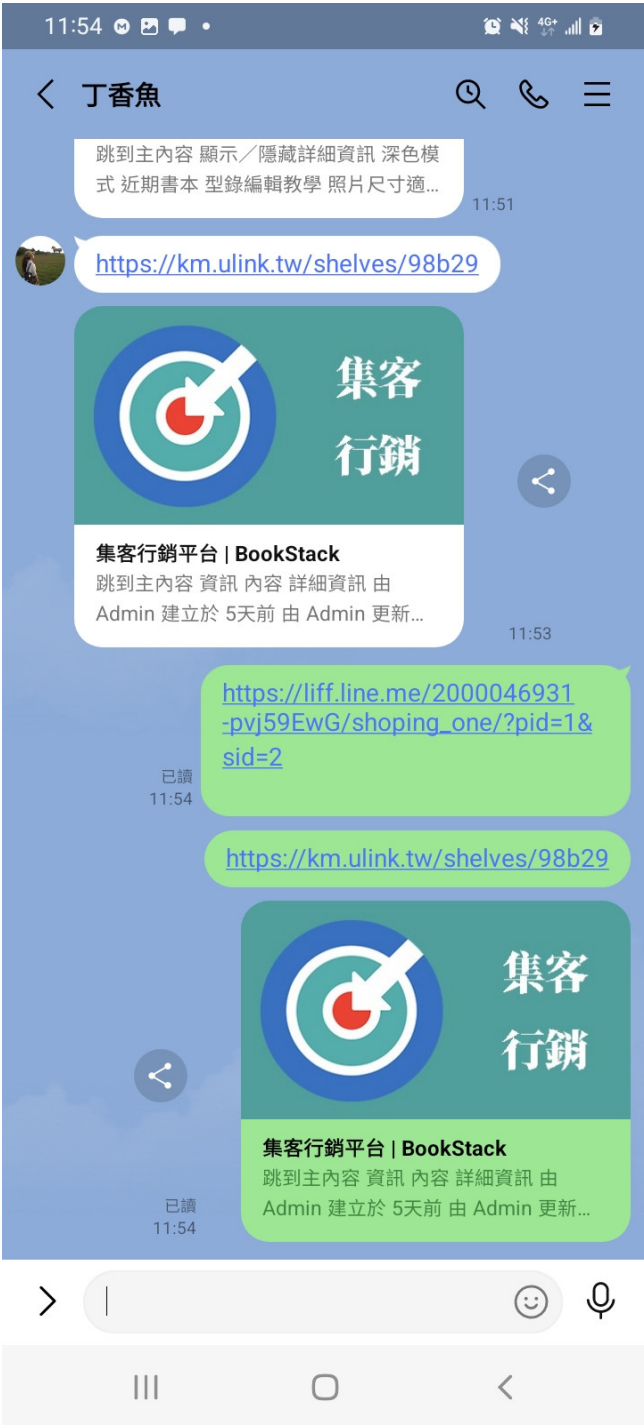 11:54
4G+
丁香魚
跳到主內容 顯示／隱藏詳細資訊 深色模
式 近期書本 型錄編輯教學 照片尺寸適...
11:51
https://km.ulink.tw/shelves/98b29
集客
行銷
集客行銷平台 | BookStack
跳到主內容 資訊 內容 詳細資訊 由
Admin 建立於 5天前 由 Admin 更新...
11:53
https://liff.line.me/2000046931
-pvj59EwG/shoping_one/?pid=1&
sid=2
已讀
11:54
https://km.ulink.tw/shelves/98b29
集客
行銷
集客行銷平台 | BookStack
跳到主內容 資訊 內容 詳細資訊 由
Admin 建立於 5天前 由 Admin 更新...
已讀
11:54